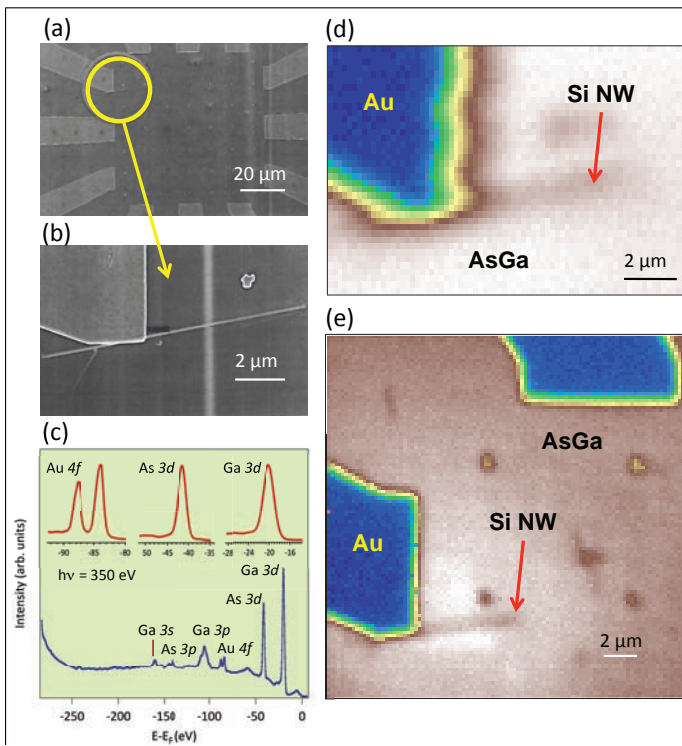 (a)
20 µm
(b)
2 µm
(c)
Au 4f
As 3d
Ga 3d
-90
-85
-80
-50
-45
-40
-35
-28
-24
-20
-16
hν = 350 eV
Ga 3d
As 3d
Ga 3s
As 3p
Ga 3p
Au 4f
Intensity (arb. units)
-250
-200
-150
-100
-50
0
E-EF(eV)
(d)
Au
Si NW
AsGa
2 µm
(e)
AsGa
Si NW
Au
2 µm